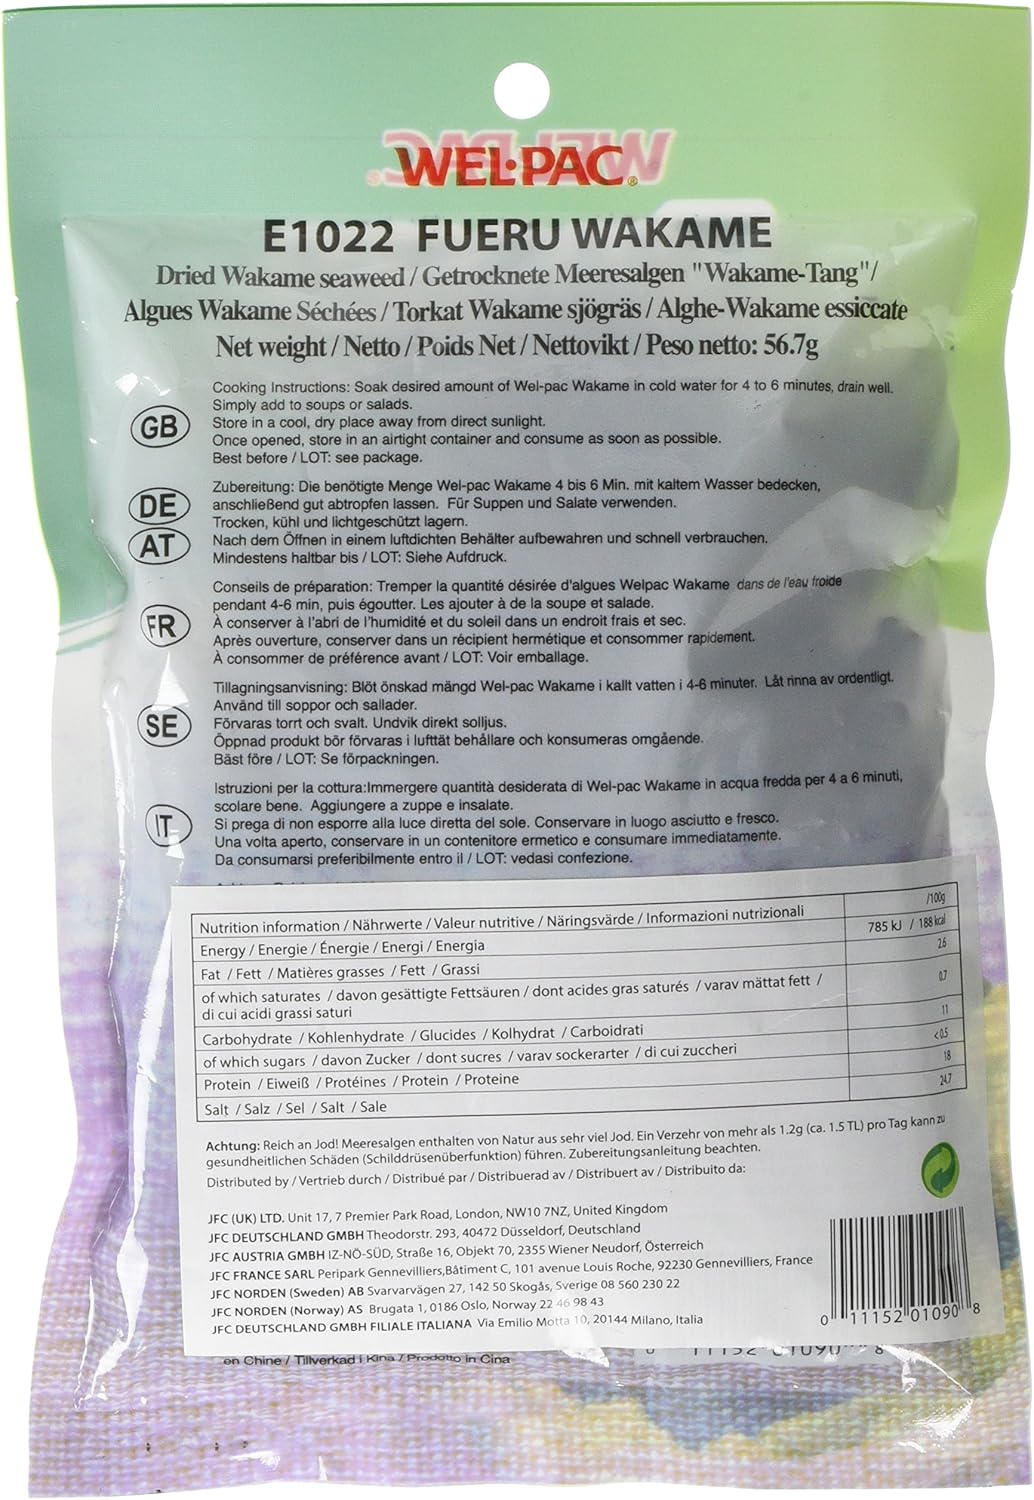 WEL·PAC®
E1022 FUERU WAKAME
Dried Wakame seaweed / Getrocknete Meeresalgen "Wakame-Tang"/
Algues Wakame Séchées / Torkat Wakame sjögräs / Alghe-Wakame essiccate
Net weight / Netto / Poids Net / Nettovikt / Peso netto: 56.7g
GB
Cooking Instructions: Soak desired amount of Wel-pac Wakame in cold water for 4 to 6 minutes, drain well.
Simply add to soups or salads.
Store in a cool, dry place away from direct sunlight.
Once opened, store in an airtight container and consume as soon as possible.
Best before / LOT: see package.
DE
AT
Zubereitung: Die benötigte Menge Wel-pac Wakame 4 bis 6 Min. mit kaltem Wasser bedecken,
anschließend gut abtropfen lassen. Für Suppen und Salate verwenden.
Trocken, kühl und lichtgeschützt lagern.
Nach dem Öffnen in einem luftdichten Behälter aufbewahren und schnell verbrauchen.
Mindestens haltbar bis / LOT: Siehe Aufdruck.
FR
Conseils de préparation: Tremper la quantité désirée d'algues Welpac Wakame dans de l'eau froide
pendant 4-6 min, puis égoutter. Les ajouter à de la soupe et salade.
À conserver à l'abri de l'humidité et du soleil dans un endroit frais et sec.
Après ouverture, conserver dans un récipient hermétique et consommer rapidement.
À consommer de préférence avant / LOT: Voir emballage.
SE
Tillagningsanvisning: Blöt önskad mängd Wel-pac Wakame i kallt vatten i 4-6 minuter. Låt rinna av ordentligt.
Använd till soppor och sallader.
Förvaras torrt och svalt. Undvik direkt solljus.
Öppnad produkt bör förvaras i lufttät behållare och konsumeras omgående.
Bäst före / LOT: Se förpackningen.
IT
Istruzioni per la cottura:Immergere quantità desiderata di Wel-pac Wakame in acqua fredda per 4 a 6 minuti,
scolare bene. Aggiungere a zuppe e insalate.
Si prega di non esporre alla luce diretta del sole. Conservare in luogo asciutto e fresco.
Una volta aperto, conservare in un contenitore ermetico e consumare immediatamente.
Da consumarsi preferibilmente entro il / LOT: vedasi confezione.
Nutrition information / Nährwerte / Valeur nutritive / Näringsvärde / Informazioni nutrizionali /100g
Energy / Energie / Énergie / Energi / Energia 785 kJ / 188 kcal
Fat / Fett / Matières grasses / Fett / Grassi 2.6
of which saturates / davon gesättigte Fettsäuren / dont acides gras saturés / varav mättat fett /
di cui acidi grassi saturi 0.7
Carbohydrate / Kohlenhydrate / Glucides / Kolhydrat / Carboidrati 11
of which sugars / davon Zucker / dont sucres / varav sockerarter / di cui zuccheri <0.5
Protein / Eiweiß / Protéines / Protein / Proteine 18
Salt / Salz / Sel / Salt / Sale 24.7
Achtung: Reich an Jod! Meeresalgen enthalten von Natur aus sehr viel Jod. Ein Verzehr von mehr als 1.2g (ca. 1.5 TL) pro Tag kann zu
gesundheitlichen Schäden (Schilddrüsenüberfunktion) führen. Zubereitungsanleitung beachten.
Distributed by / Vertrieb durch / Distribué par / Distribuerad av / Distribuert av / Distribuito da:
JFC (UK) LTD. Unit 17, 7 Premier Park Road, London, NW10 7NZ, United Kingdom
JFC DEUTSCHLAND GMBH Theodorstr. 293, 40472 Düsseldorf, Deutschland
JFC AUSTRIA GMBH IZ-NÖ-SÜD, Straße 16, Objekt 70, 2355 Wiener Neudorf, Österreich
JFC FRANCE SARL Peripark Gennevilliers,Bâtiment C, 101 avenue Louis Roche, 92230 Gennevilliers, France
JFC NORDEN (Sweden) AB Svarvarvägen 27, 142 50 Skogås, Sverige 08 560 230 22
JFC NORDEN (Norway) AS Brugata 1, 0186 Oslo, Norway 22 46 98 43
JFC DEUTSCHLAND GMBH FILIALE ITALIANA Via Emilio Motta 10, 20144 Milano, Italia
0 11152 01090 8
en Chine / Tillverkad i Kina / Prodotto in Cina
0 11152 01090 8